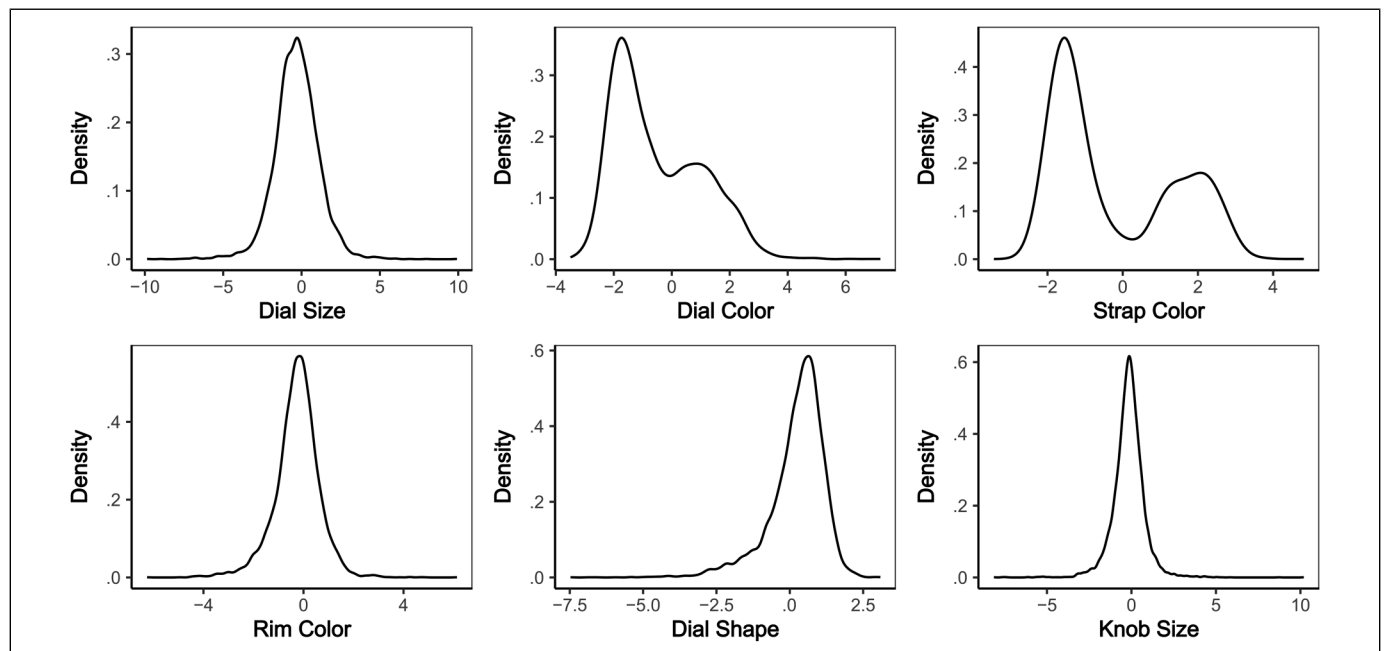 Density
.3
.2
.1
.0
−10 −5 0 5 10
Dial Size
Density
.3
.2
.1
.0
−4 −2 0 2 4 6
Dial Color
Density
.4
.3
.2
.1
.0
−2 0 2 4
Strap Color
Density
.4
.2
.0
−4 0 4
Rim Color
Density
.6
.4
.2
.0
−7.5 −5.0 −2.5 .0 2.5
Dial Shape
Density
.6
.4
.2
.0
−5 0 5 10
Knob Size